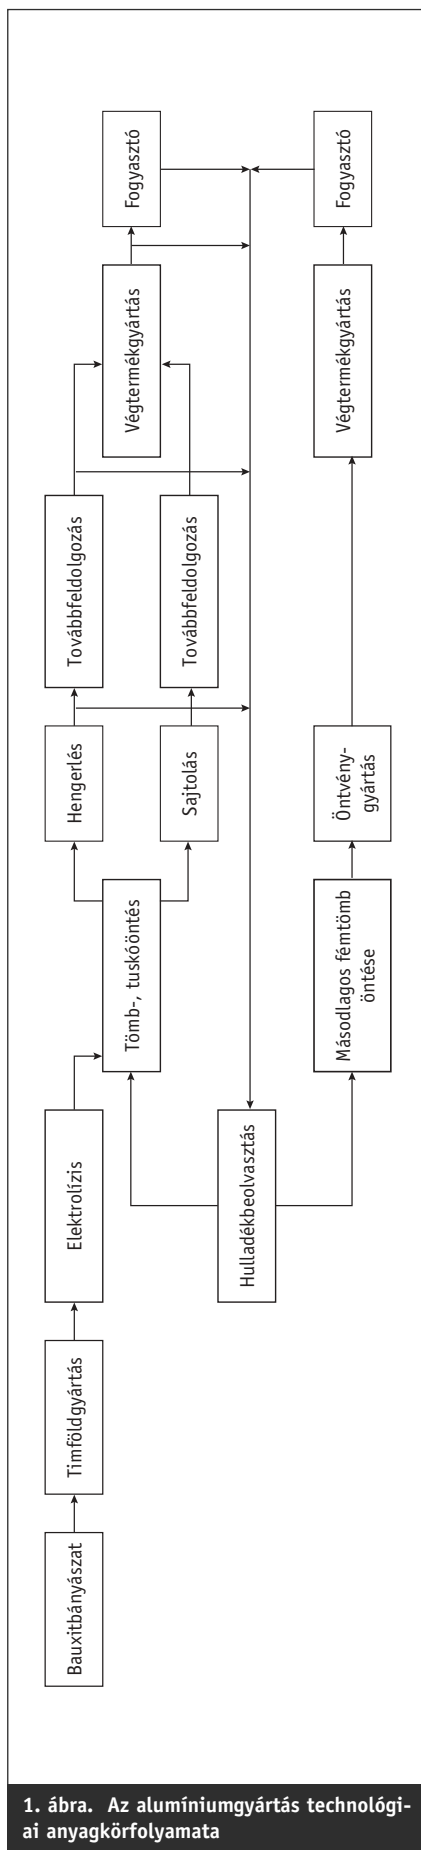 Bauxitbányászat
Timföldgyártás
Elektrolízis
Tömb-, tuskóöntés
Hengerlés
Sajtolás
Továbbfeldolgozás
Továbbfeldolgozás
Végtermékgyártás
Fogyasztó
Hulladékbeolvasztás
Másodlagos fémtömb
öntése
Öntvény-
gyártás
Végtermékgyártás
Fogyasztó
1. ábra. Az alumíniumgyártás technológi-
ai anyagkörfolyamata